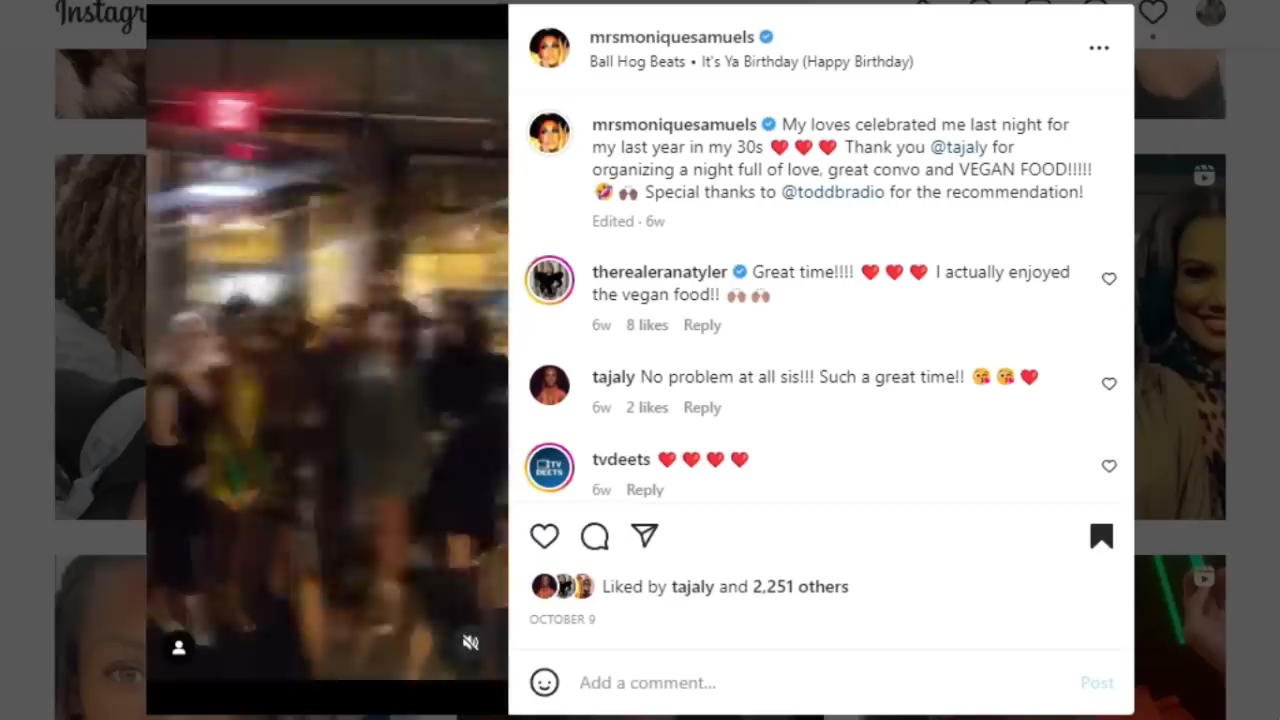 Instagr
mrsmoniquesamuels
Ball Hog Beats • It's Ya Birthday (Happy Birthday)
mrsmoniquesamuels My loves celebrated me last night for
my last year in my 30s ❤️ ❤️ ❤️ Thank you @tajaly for
organizing a night full of love, great convo and VEGAN FOOD!!!!!
🤣 🙌🏾 Special thanks to @toddbradio for the recommendation!
Edited · 6w
therealeranatyler Great time!!!! ❤️ ❤️ ❤️ I actually enjoyed
the vegan food!! 🙌🏽 🙌🏽
6w 8 likes Reply
tajaly No problem at all sis!!! Such a great time!! 😘 😘 ❤️
6w 2 likes Reply
TV
DEETS
tvdeets ❤️ ❤️ ❤️ ❤️
6w Reply
Liked by tajaly and 2,251 others
OCTOBER 9
Add a comment...
Post